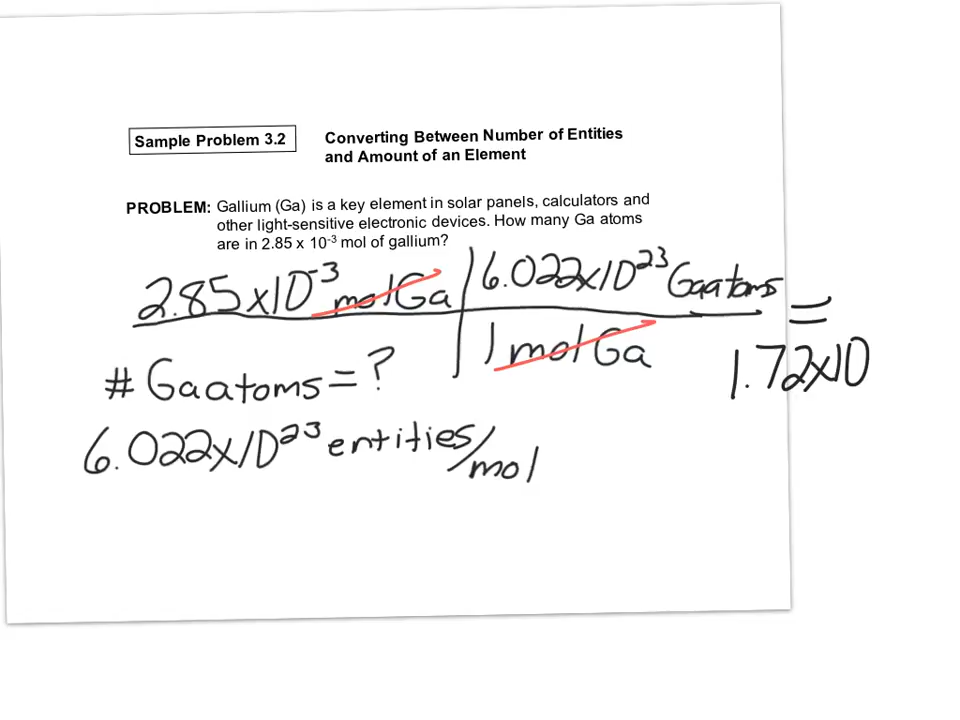 Sample Problem 3.2
Converting Between Number of Entities
and Amount of an Element
PROBLEM: Gallium (Ga) is a key element in solar panels, calculators and
other light-sensitive electronic devices. How many Ga atoms
are in 2.85 x 10⁻³ mol of gallium?
2.85x10⁻³ mol Ga | 6.022x10²³ Ga atoms =
1 mol Ga
1.72x10
# Ga atoms = ?
6.022x10²³ entities/mol